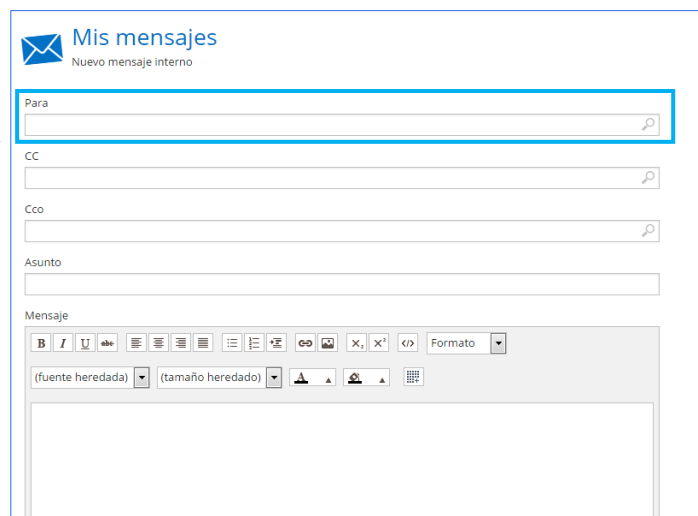 Mis mensajes
Nuevo mensaje interno
Para
CC
Cco
Asunto
Mensaje
B I U abc Formato
(fuente heredada) (tamaño heredado) A